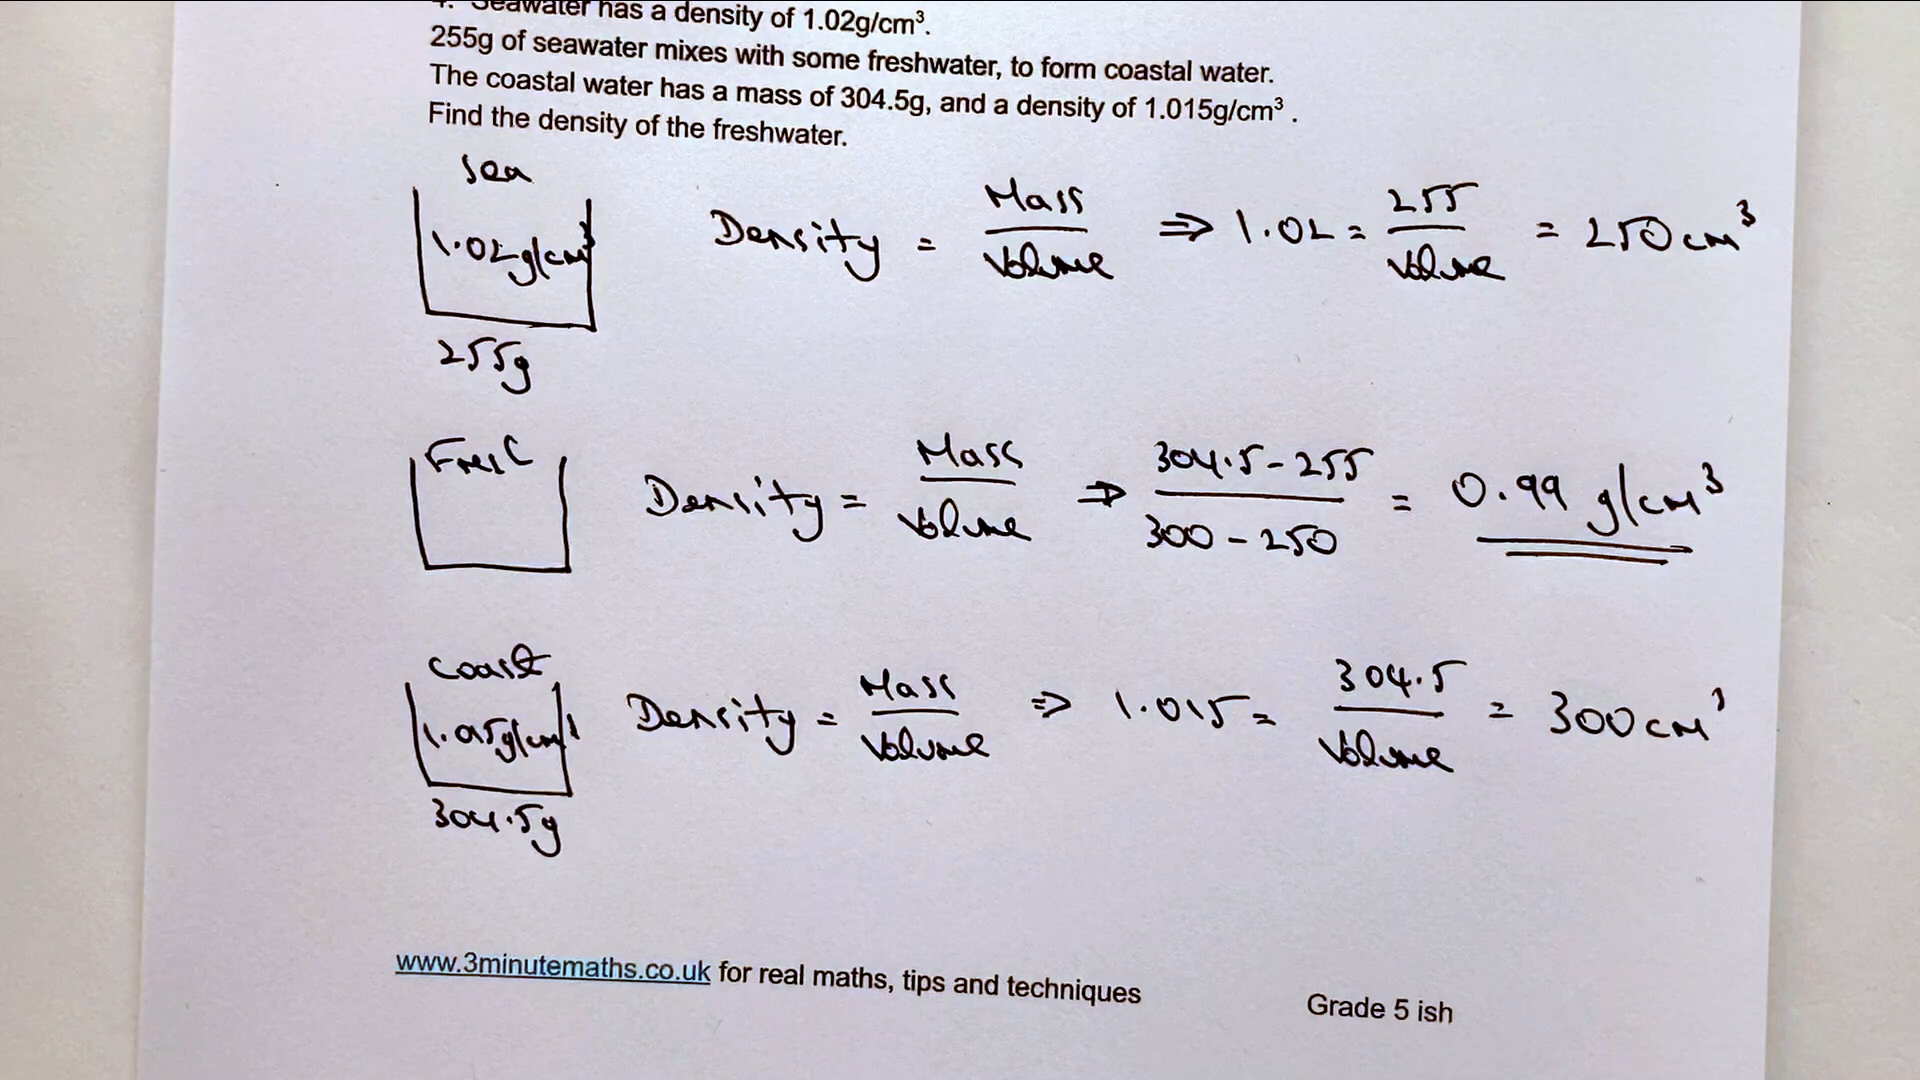 4. Seawater has a density of 1.02g/cm³.
255g of seawater mixes with some freshwater, to form coastal water.
The coastal water has a mass of 304.5g, and a density of 1.015g/cm³ .
Find the density of the freshwater.
Sea
1.02g/cm³
255g
Density = Mass / Volume ⇒ 1.02 = 255 / Volume = 250cm³
Fresh
Density = Mass / Volume ⇒ 304.5-255 / 300-250 = 0.99 g/cm³
Coast
1.015g/cm³
304.5g
Density = Mass / Volume ⇒ 1.015 = 304.5 / Volume = 300cm³
www.3minutemaths.co.uk for real maths, tips and techniques
Grade 5 ish